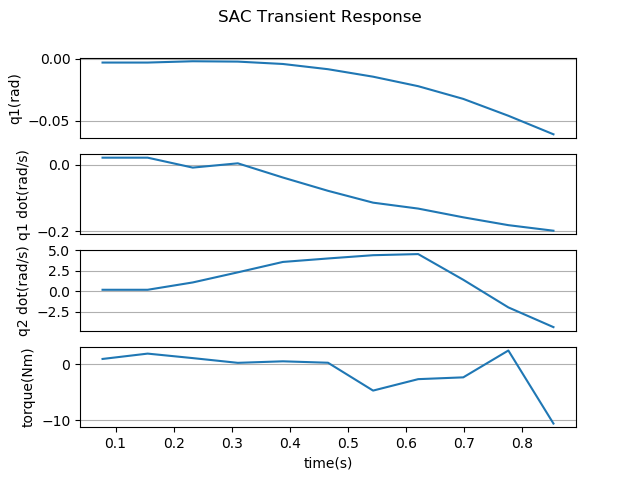 SAC Transient Response
q1(rad)
0.00
−0.05
q1 dot(rad/s)
0.0
−0.2
q2 dot(rad/s)
5.0
2.5
0.0
−2.5
torque(Nm)
0
−10
0.1 0.2 0.3 0.4 0.5 0.6 0.7 0.8
time(s)